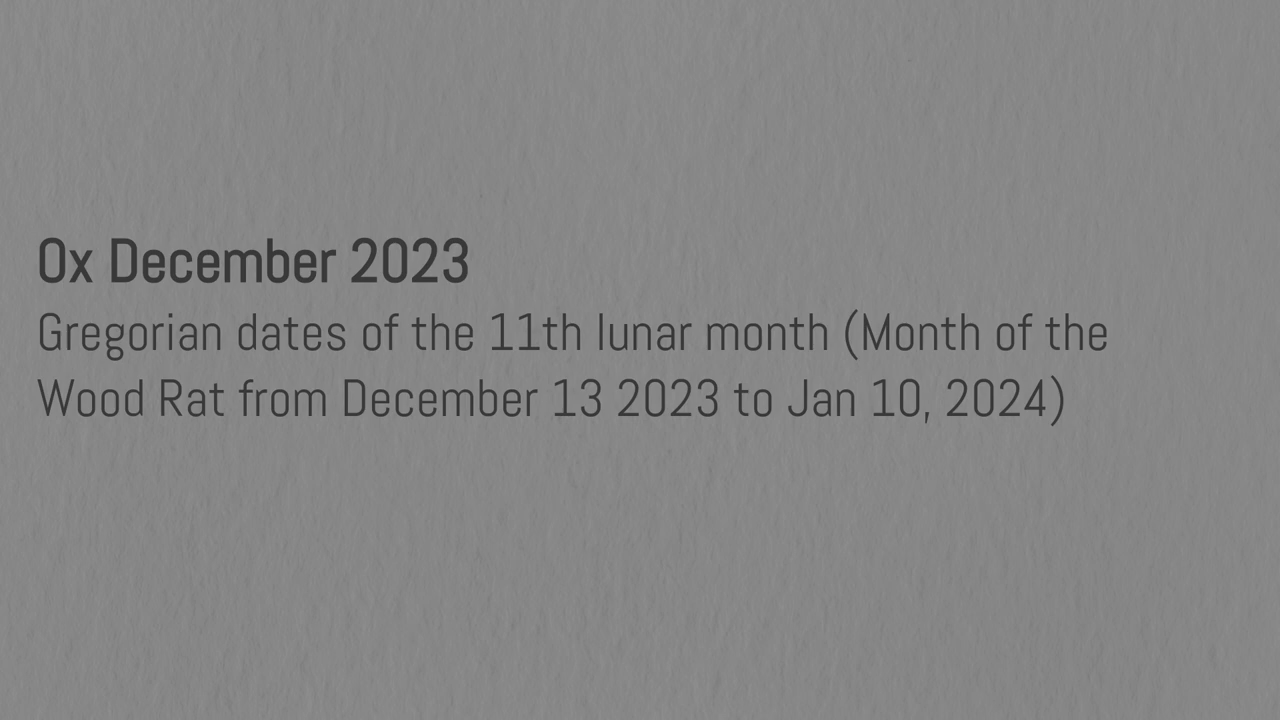 Ox December 2023
Gregorian dates of the 11th lunar month (Month of the
Wood Rat from December 13 2023 to Jan 10, 2024)